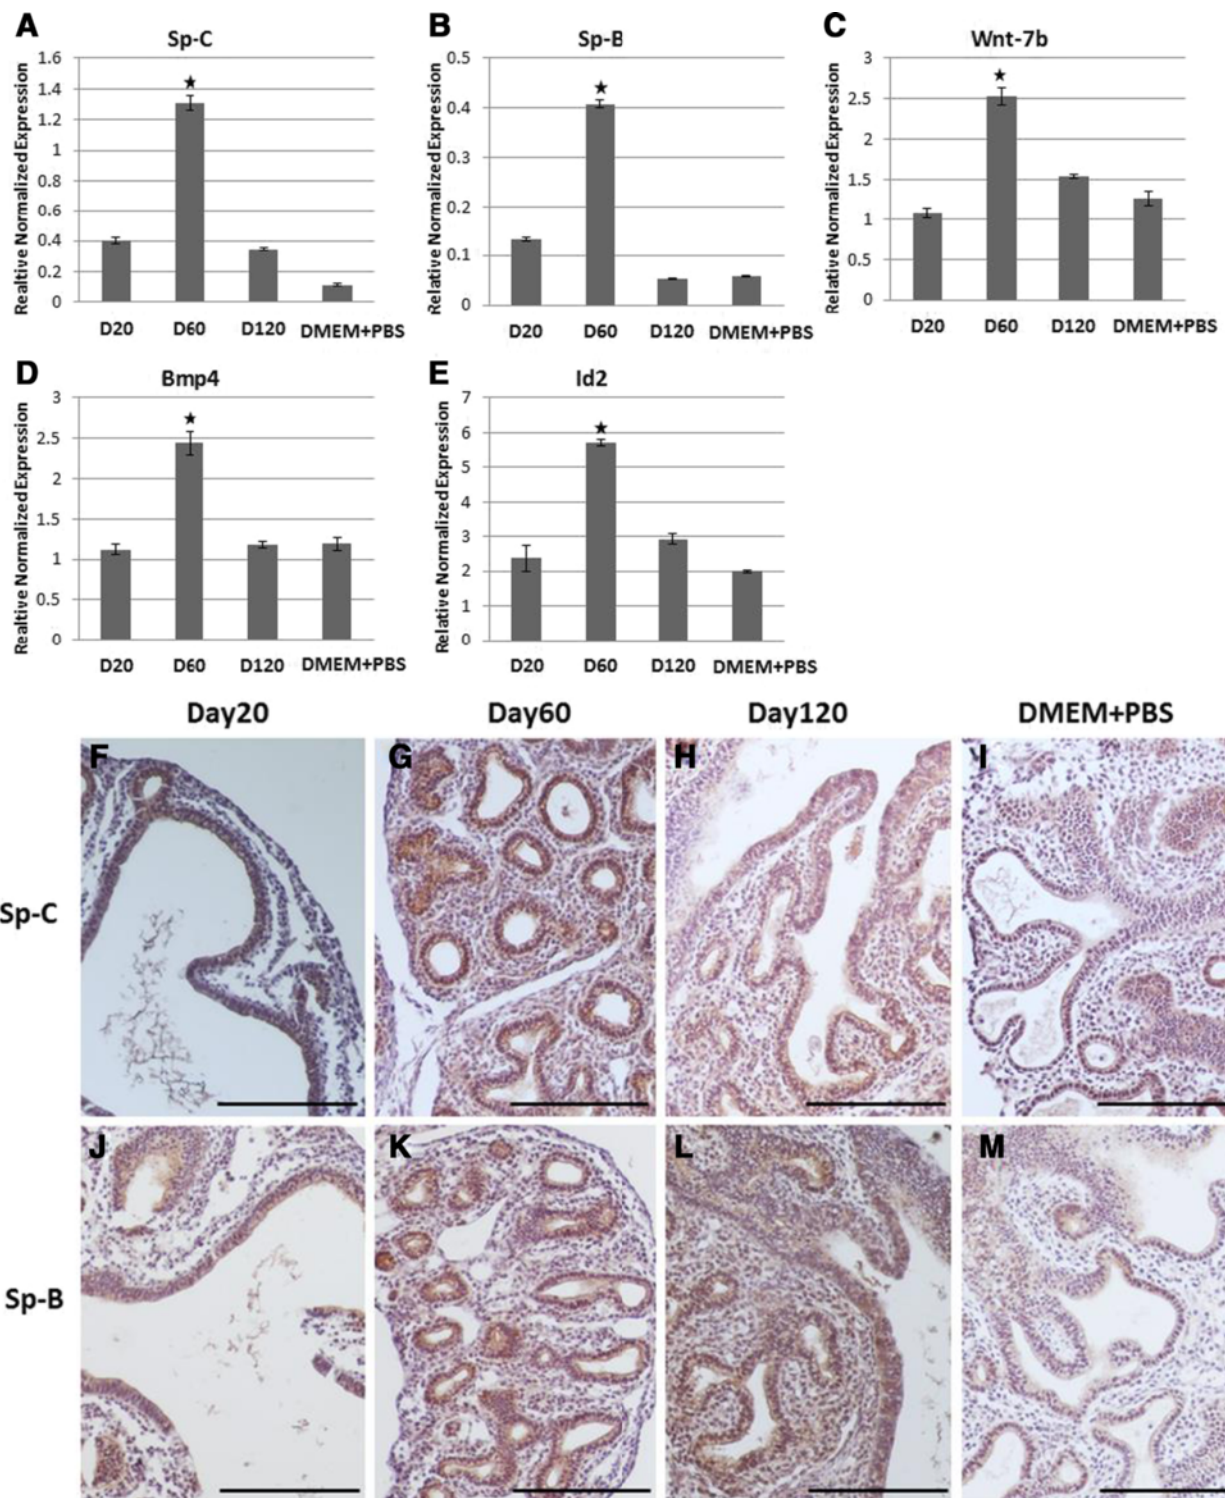 A
Sp-C
Realtive Normalized Expression
1.6
1.4
1.2
1
0.8
0.6
0.4
0.2
0
★
D20 D60 D120 DMEM+PBS
B
Sp-B
Relative Normalized Expression
0.5
0.4
0.3
0.2
0.1
0
★
D20 D60 D120 DMEM+PBS
C
Wnt-7b
Relative Normalized Expression
3
2.5
2
1.5
1
0.5
0
★
D20 D60 D120 DMEM+PBS
D
Bmp4
Realtive Normalized Expression
3
2.5
2
1.5
1
0.5
0
★
D20 D60 D120 DMEM+PBS
E
Id2
Relative Normalized Expression
7
6
5
4
3
2
1
0
★
D20 D60 D120 DMEM+PBS
Day20 Day60 Day120 DMEM+PBS
Sp-C
F G H I
Sp-B
J K L M